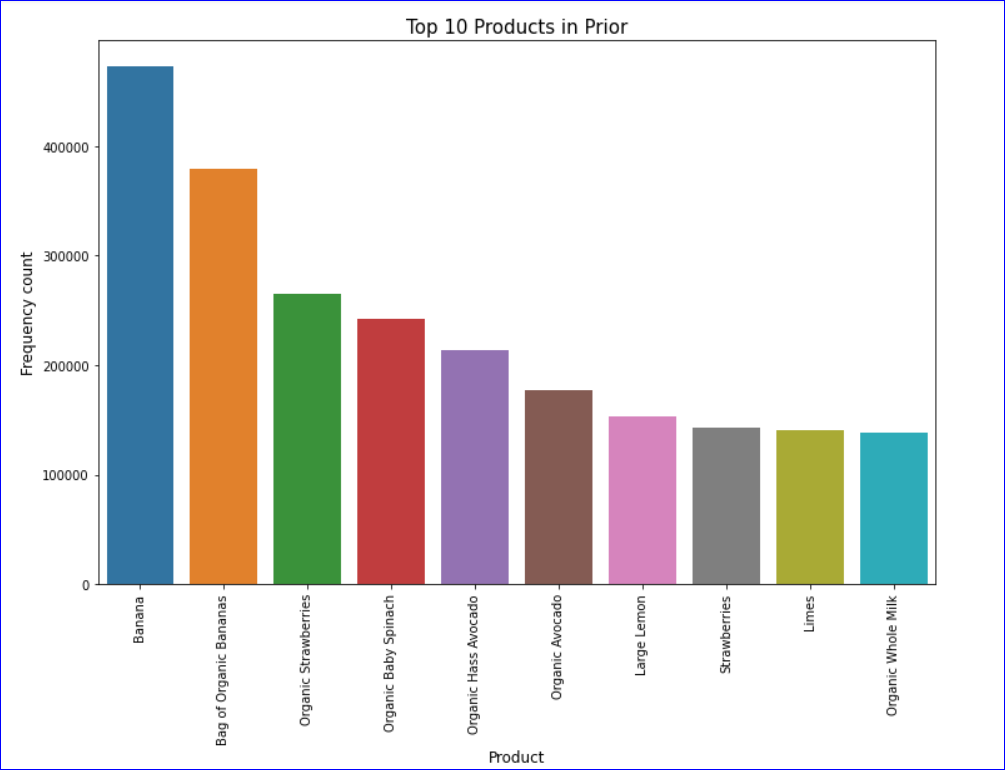 Top 10 Products in Prior
Frequency count
400000
300000
200000
100000
0
Banana
Bag of Organic Bananas
Organic Strawberries
Organic Baby Spinach
Organic Hass Avocado
Organic Avocado
Large Lemon
Strawberries
Limes
Organic Whole Milk
Product